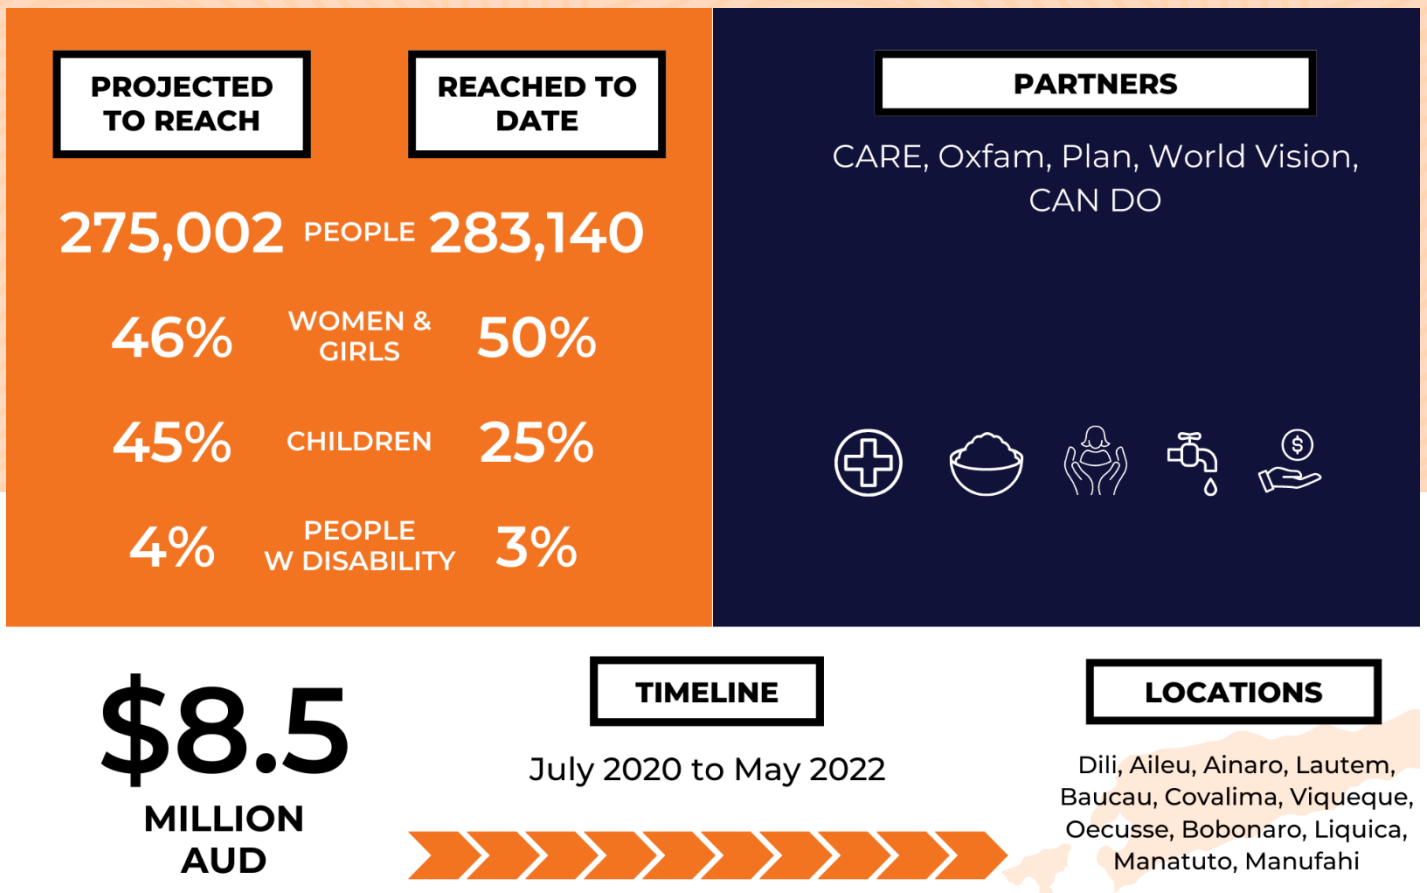 PROJECTED
TO REACH
REACHED TO
DATE
275,002 PEOPLE 283,140
46% WOMEN &
GIRLS 50%
45% CHILDREN 25%
4% PEOPLE
W DISABILITY 3%
PARTNERS
CARE, Oxfam, Plan, World Vision,
CAN DO
$
$8.5
MILLION
AUD
TIMELINE
July 2020 to May 2022
LOCATIONS
Dili, Aileu, Ainaro, Lautem,
Baucau, Covalima, Viqueque,
Oecusse, Bobonaro, Liquica,
Manatuto, Manufahi